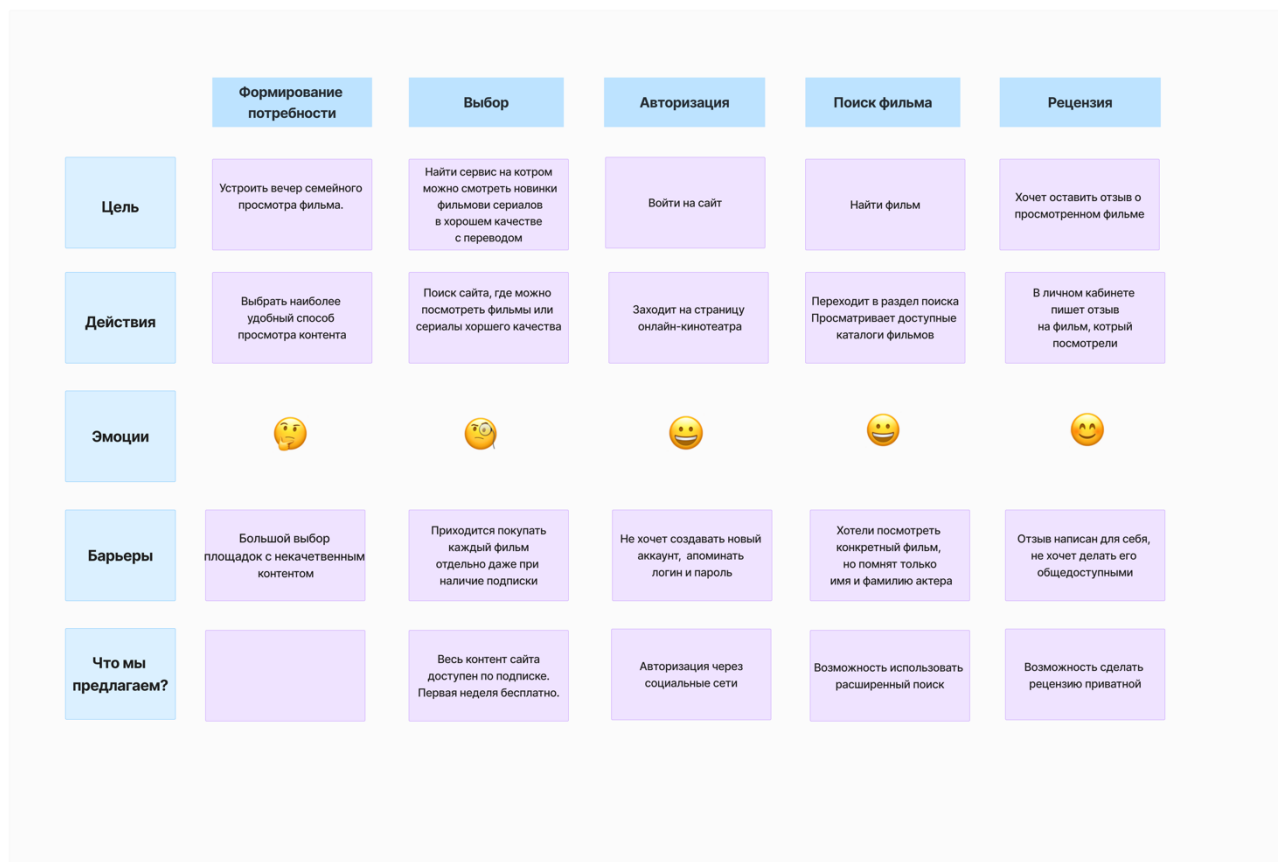 Формирование
потребности
Выбор
Авторизация
Поиск фильма
Рецензия
Цель
Устроить вечер семейного
просмотра фильма.
Найти сервис на котром
можно смотреть новинки
фильмови сериалов
в хорошем качестве
с переводом
Войти на сайт
Найти фильм
Хочет оставить отзыв о
просмотренном фильме
Действия
Выбрать наиболее
удобный способ
просмотра контента
Поиск сайта, где можно
посмотреть фильмы или
сериалы хоршего качества
Заходит на страницу
онлайн-кинотеатра
Переходит в раздел поиска
Просматривает доступные
каталоги фильмов
В личном кабинете
пишет отзыв
на фильм, котрый
посмотрели
Эмоции
Барьеры
Большой выбор
площадок с некачетвенным
контентом
Приходится покупать
каждый фильм
отдельно даже при
наличие подписки
Не хочет создавать новый
аккаунт,  апоминать
логин и пароль
Хотели посмотреть
конкретный фильм,
но помнят только
имя и фамилию актера
Отзыв написан для себя,
не хочет делать его
общедоступными
Что мы
предлагаем?
Весь контент сайта
доступен по подписке.
Первая неделя бесплатно.
Авторизация через
социальные сети
Возможность использовать
расширенный поиск
Возможность сделать
рецензию приватной